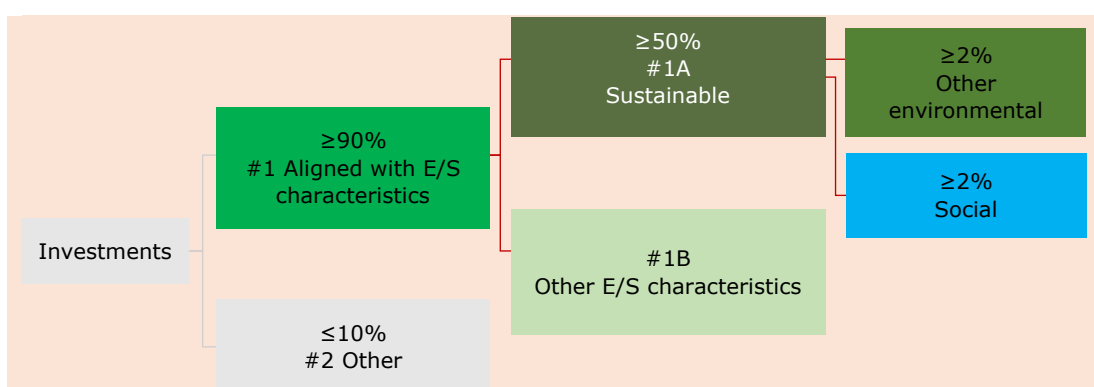 Investments
≥90%
#1 Aligned with E/S
characteristics
≤10%
#2 Other
≥50%
#1A
Sustainable
#1B
Other E/S characteristics
≥2%
Other
environmental
≥2%
Social